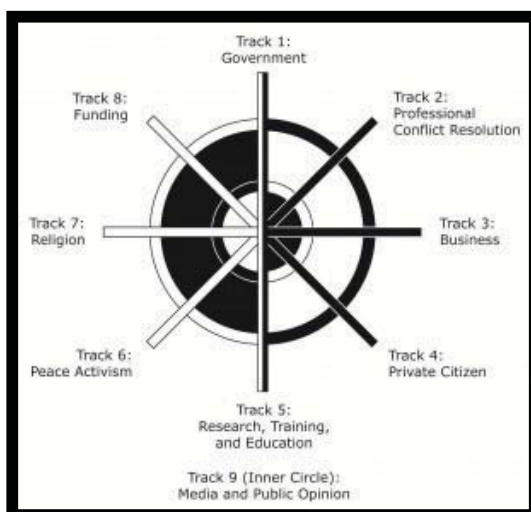 Track 1:
Government
Track 8:
Funding
Track 2:
Professional
Conflict Resolution
Track 7:
Religion
Track 3:
Business
Track 6:
Peace Activism
Track 4:
Private Citizen
Track 5:
Research, Training,
and Education
Track 9 (Inner Circle):
Media and Public Opinion